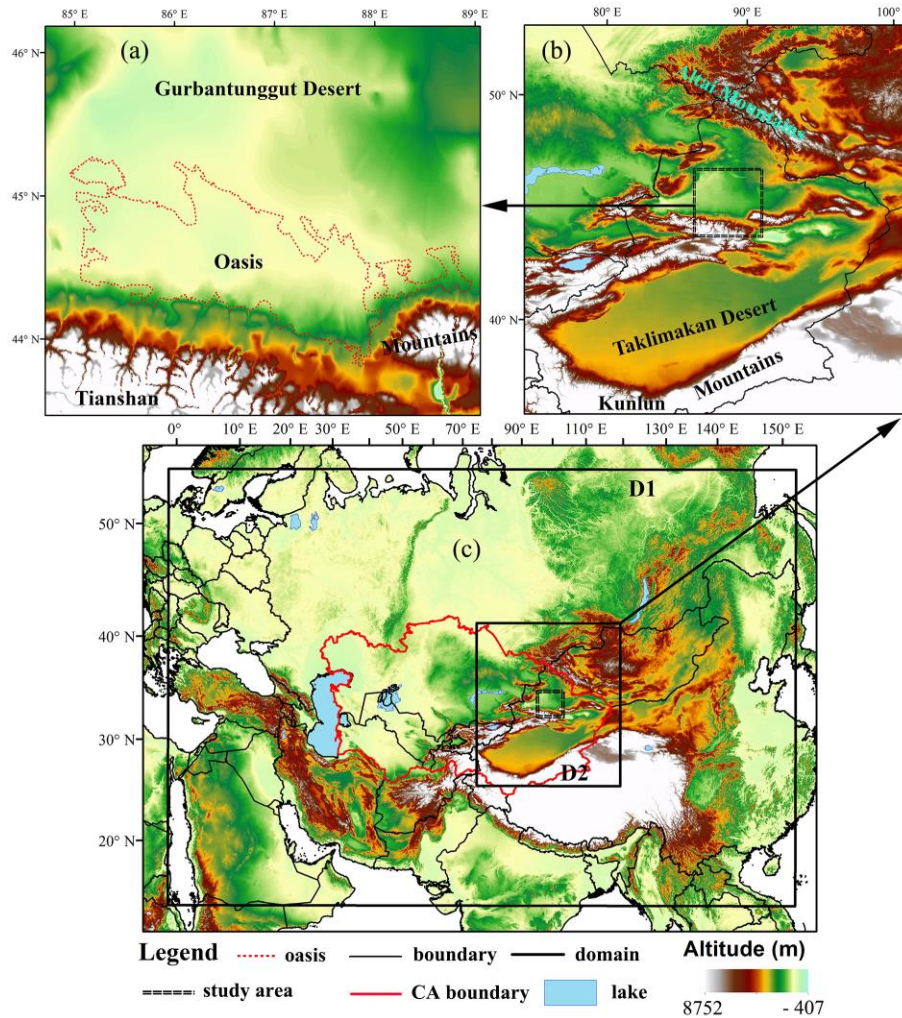 85° E 86° E 87° E 88° E 89° E
46° N
(a)
Gurbantunggut Desert
45° N
Oasis
44° N
Mountains
Tianshan
80° E 90° E 100°
(b)
50° N
Altai Mountains
40° N
Taklimakan Desert
Mountains
Kunlun
0° 10° E 20° E 30° E 50° E 70° E 90° E 110° E 130° E 140° E 150° E
D1
50° N
(c)
40° N
30° N
D2
20° N
Legend oasis boundary domain Altitude (m)
study area CA boundary lake 8752 - 407